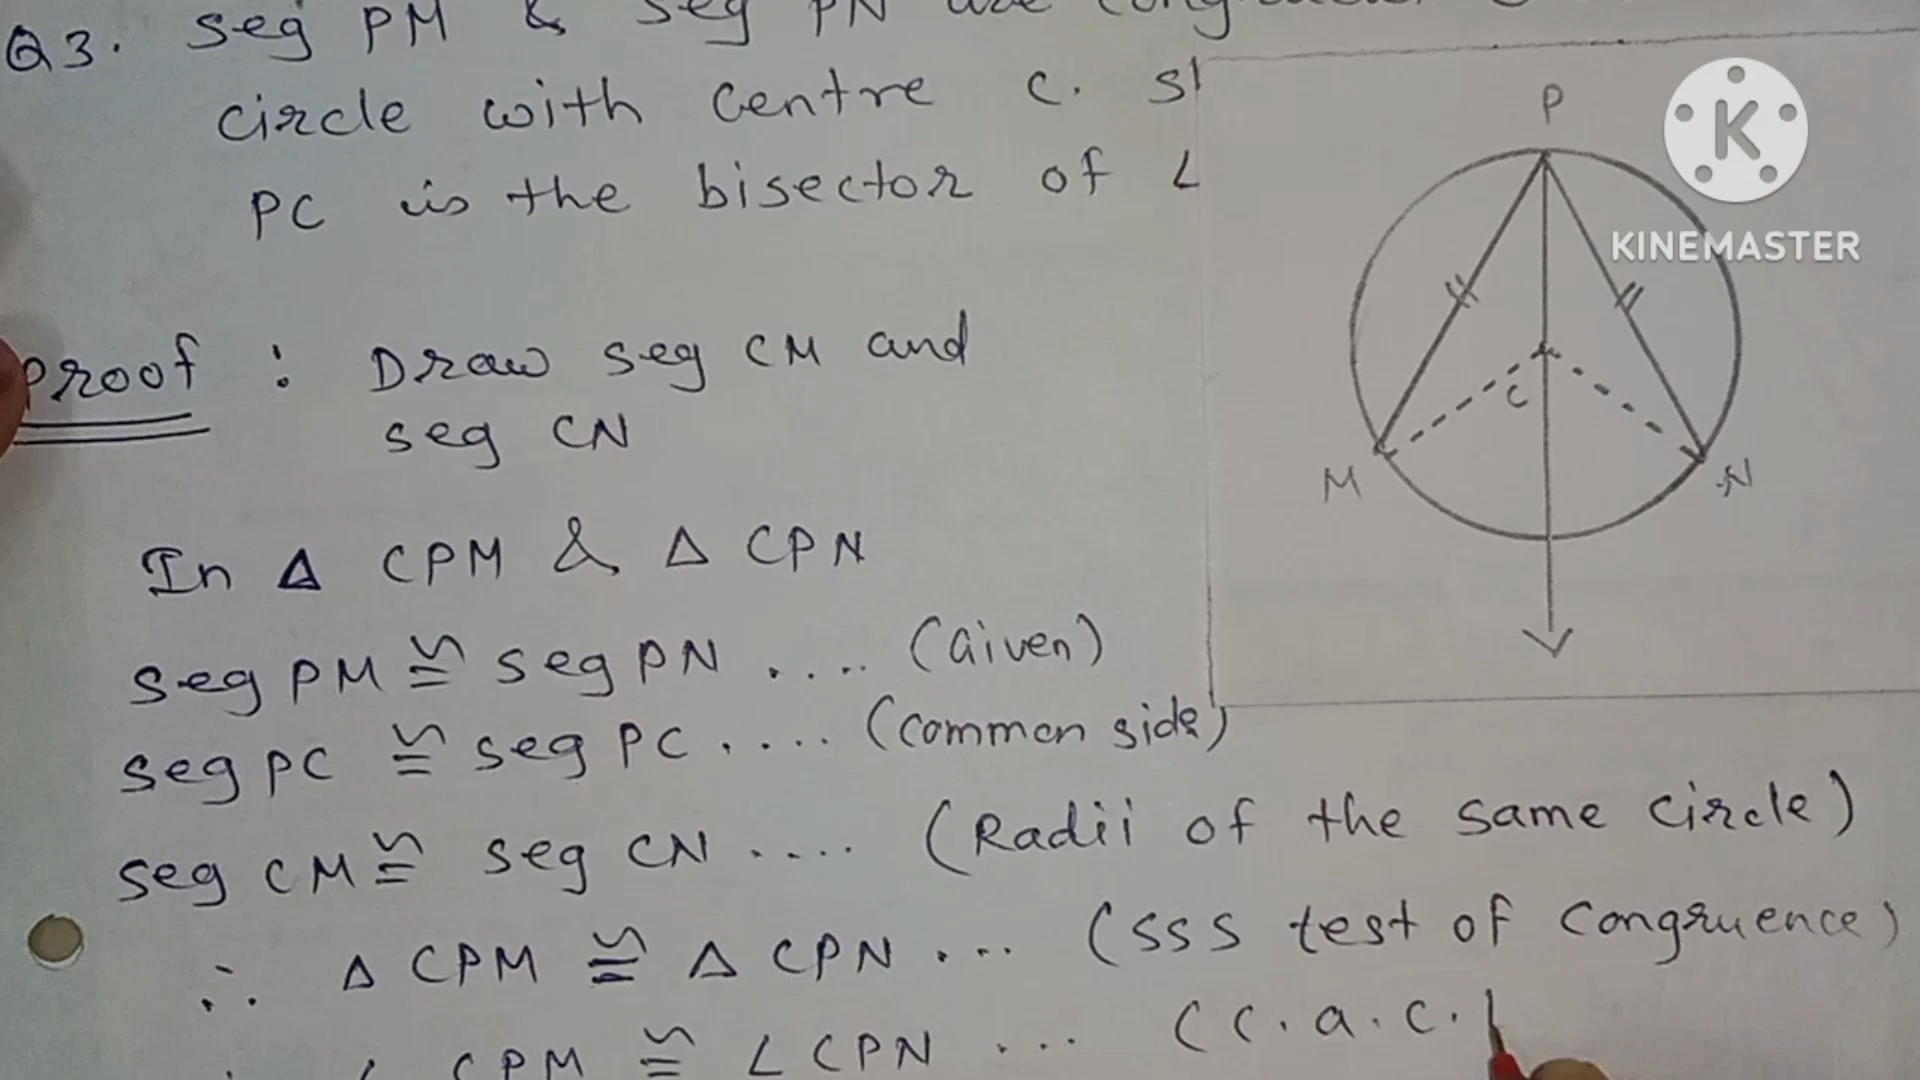 Q3. seg PM & seg PN are
circle with centre C.
PC is the bisector of ∠
Proof : Draw seg CM and
seg CN
In Δ CPM & Δ CPN
seg PM ≅ seg PN .... (Given)
seg PC ≅ seg PC .... (common side)
seg CM ≅ seg CN .... (Radii of the same circle)
∴ Δ CPM ≅ Δ CPN ... (SSS test of congruence)
∠ CPM ≅ ∠ CPN ... (C.a.c.
P
C
M
N
K
KINEMASTER